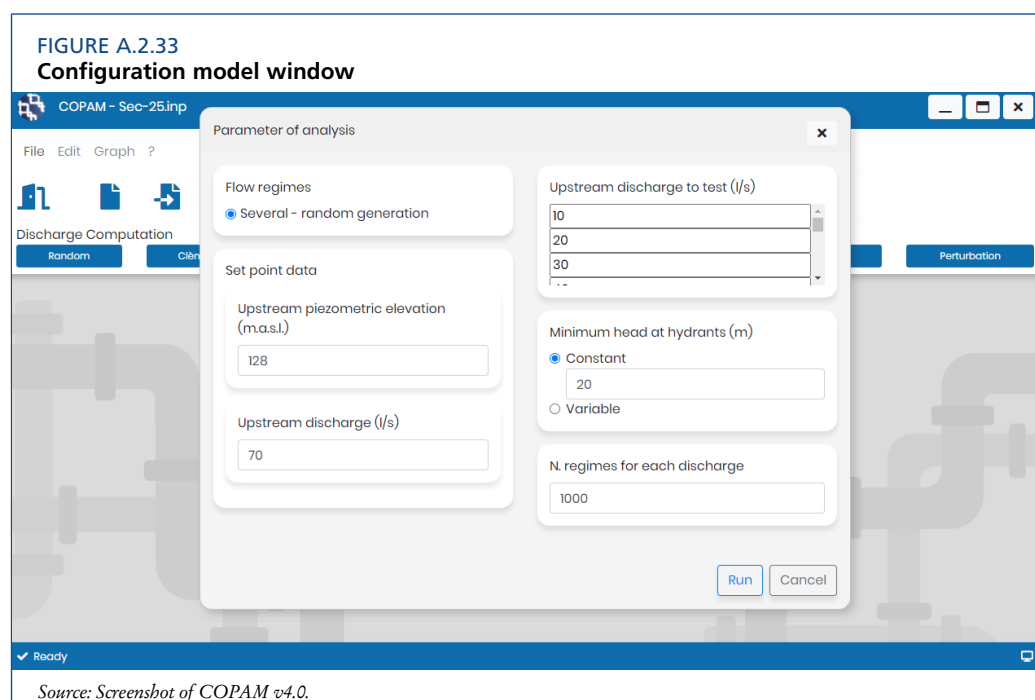 FIGURE A.2.33
Configuration model window
COPAM - Sec-25.inp
File Edit Graph ?
Discharge Computation
Random
Clèn
Perturbation
Parameter of analysis
Flow regimes
Several - random generation
Set point data
Upstream piezometric elevation
(m.a.s.l.)
128
Upstream discharge (l/s)
70
Upstream discharge to test (l/s)
10
20
30
Minimum head at hydrants (m)
Constant
20
Variable
N. regimes for each discharge
1000
Run
Cancel
Ready
Source: Screenshot of COPAM v4.0.